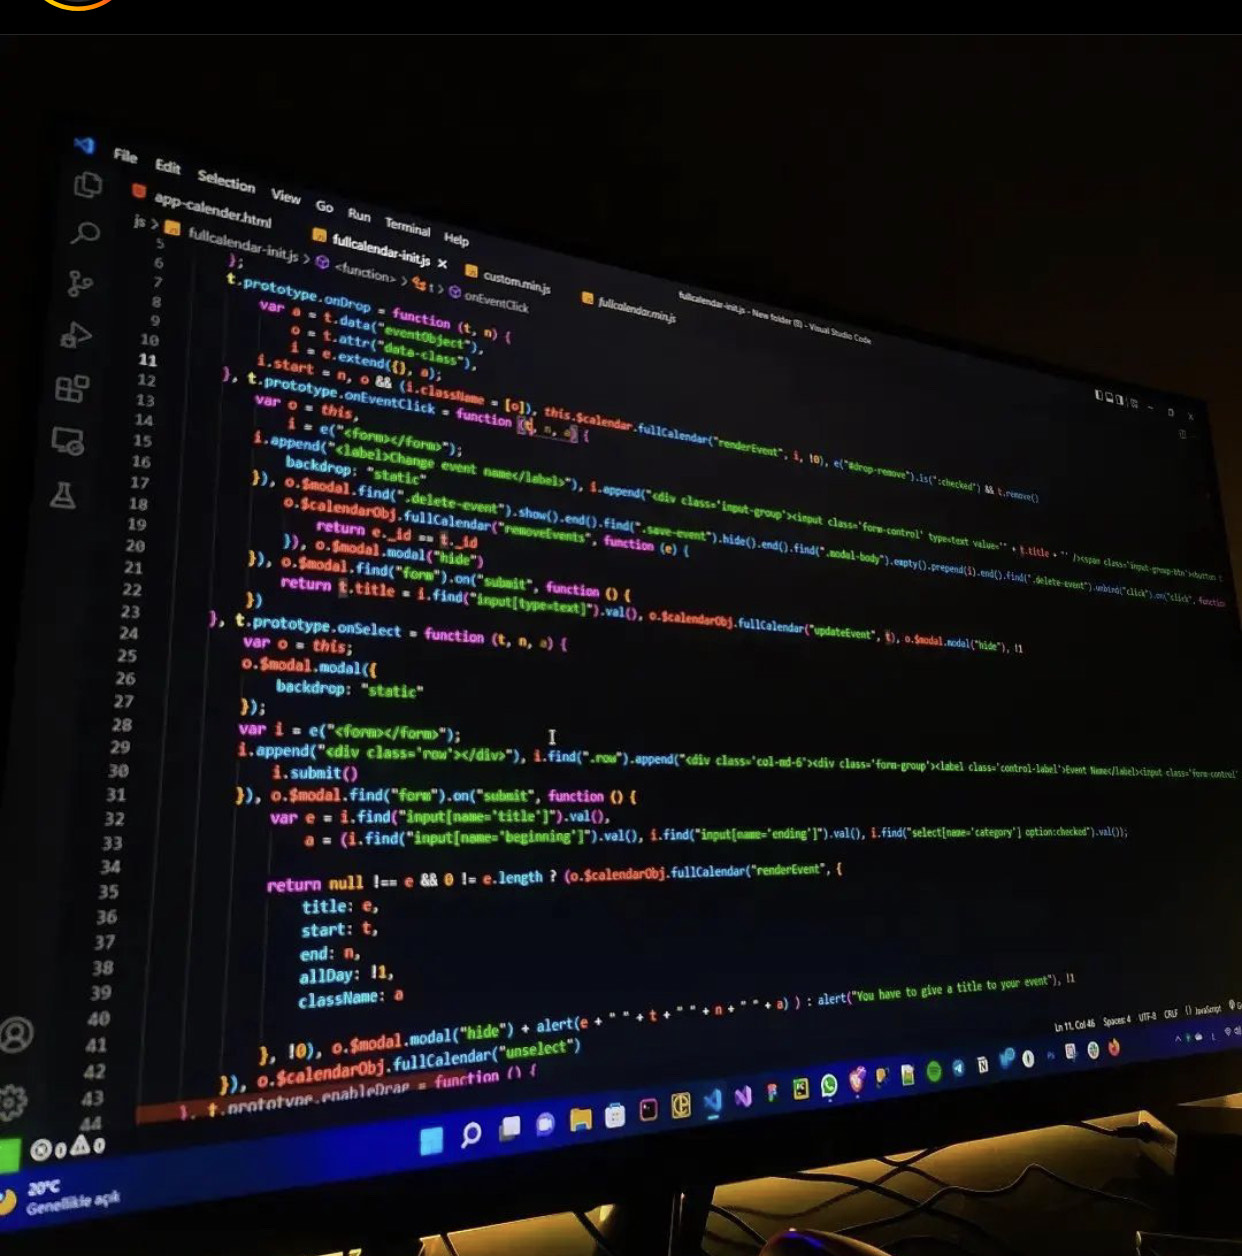 File Edit Selection View Go Run Terminal Help
fullcalendar-init.js - New folder (8) - Visual Studio Code
app-calender.html fullcalendar-init.js × custom.min.js fullcalendar.min.js
js > fullcalendar-init.js > <function> > t > onEventClick
5
6 };
7 t.prototype.onDrop = function (t, n) {
8 var a = t.data("eventObject"),
9 o = t.attr("data-class"),
10 i = e.extend({}, a);
11 i.start = n, o && (i.className = [o]), this.$calendar.fullCalendar("renderEvent", i, !0), e("#drop-remove").is(":checked") && t.remove()
12 }, t.prototype.onEventClick = function (t, n, a) {
13 var o = this,
14 i = e("<form></form>");
15 i.append("<label>Change event name</label>"), i.append("<div class='input-group'><input class='form-control' type=text value='" + t.title + "' /><span class='input-group-btn'><button
16 backdrop: "static"
17 }), o.$modal.find(".delete-event").show().end().find(".save-event").hide().end().find(".modal-body").empty().prepend(i).end().find(".delete-event").unbind("click").on("click", function
18 o.$calendarObj.fullCalendar("removeEvents", function (e) {
19 return e._id == t._id
20 }), o.$modal.modal("hide")
21 }), o.$modal.find("form").on("submit", function () {
22 return t.title = i.find("input[type=text]").val(), o.$calendarObj.fullCalendar("updateEvent", t), o.$modal.modal("hide"), !1
23 })
24 }, t.prototype.onSelect = function (t, n, a) {
25 var o = this;
26 o.$modal.modal({
27 backdrop: "static"
28 });
29 var i = e("<form></form>");
30 i.append("<div class='row'></div>"), i.find(".row").append("<div class='col-md-6'><div class='form-group'><label class='control-label'>Event Name</label><input class='form-control'
31 i.submit()
32 }), o.$modal.find("form").on("submit", function () {
33 var e = i.find("input[name='title']").val(),
34 a = (i.find("input[name='beginning']").val(), i.find("input[name='ending']").val(), i.find("select[name='category'] option:checked").val());
35
36 return null !== e && 0 != e.length ? (o.$calendarObj.fullCalendar("renderEvent", {
37 title: e,
38 start: t,
39 end: n,
40 allDay: !1,
41 className: a
42 }, !0), o.$modal.modal("hide") + alert(e + " " + t + " " + n + " " + a) ) : alert("You have to give a title to your event"), !1
43 }), o.$calendarObj.fullCalendar("unselect")
44 }, t.prototype.enableDrag = function () {
0 0
Ln 11, Col 46 Spaces: 4 UTF-8 CRLF {} JavaScript
20°C
Genellikle açık